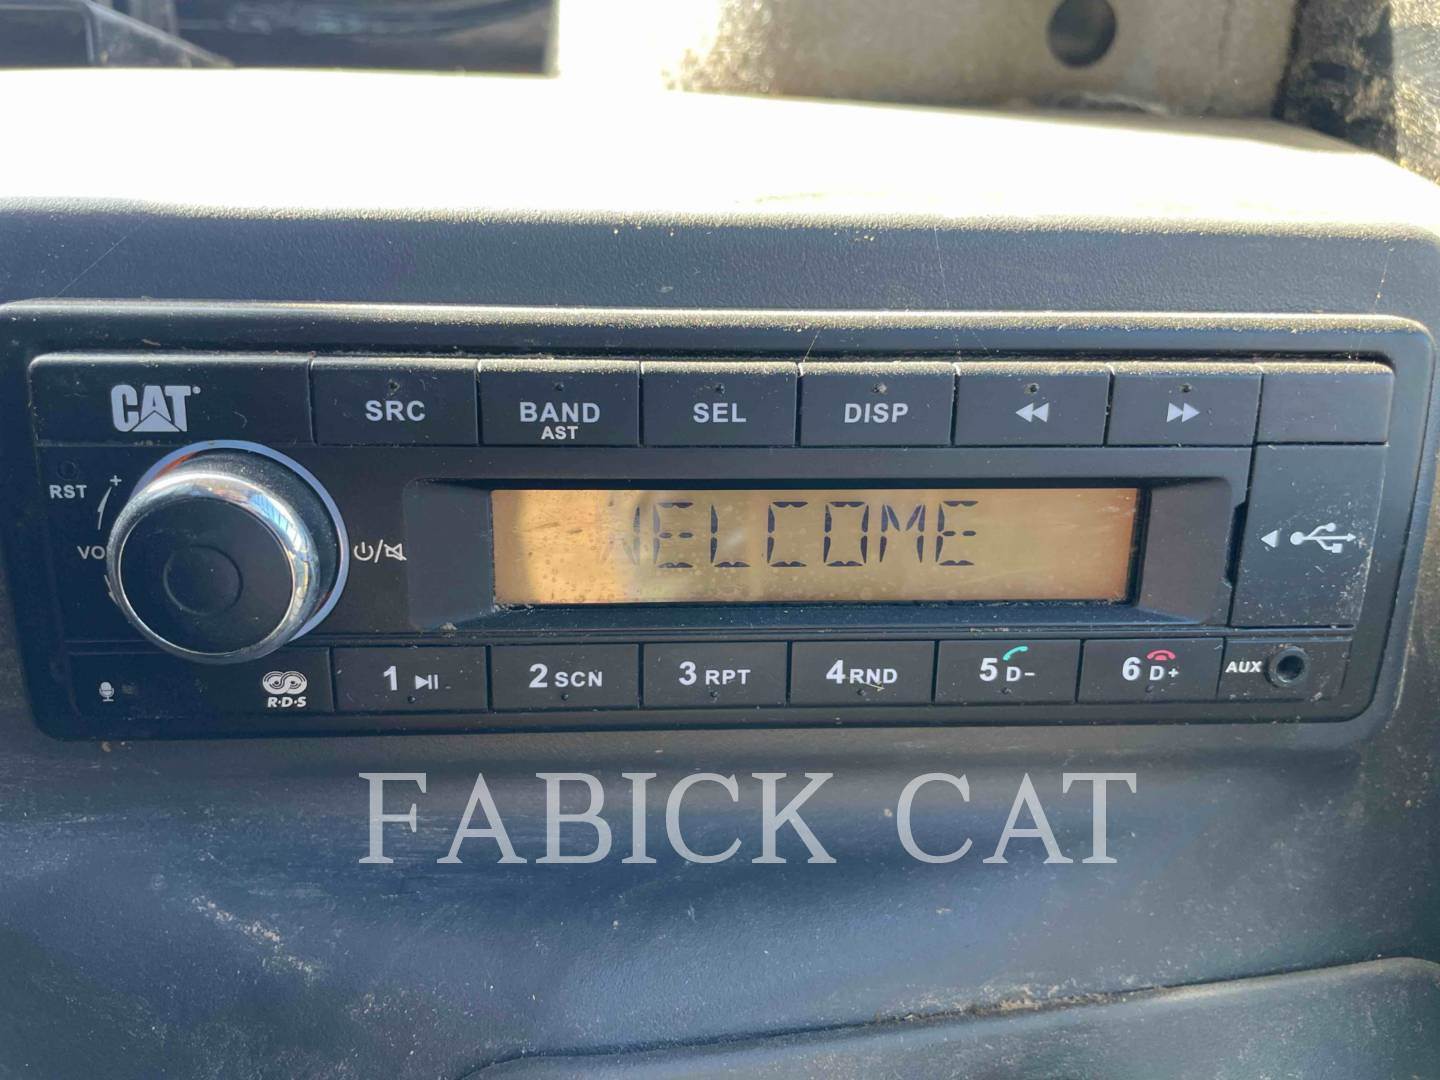 CAT®
SRC
BAND
AST
SEL
DISP
RST
+
VO
WELCOME
R·D·S
1
2 SCN
3 RPT
4 RND
5 D-
6 D+
AUX
FABICK CAT